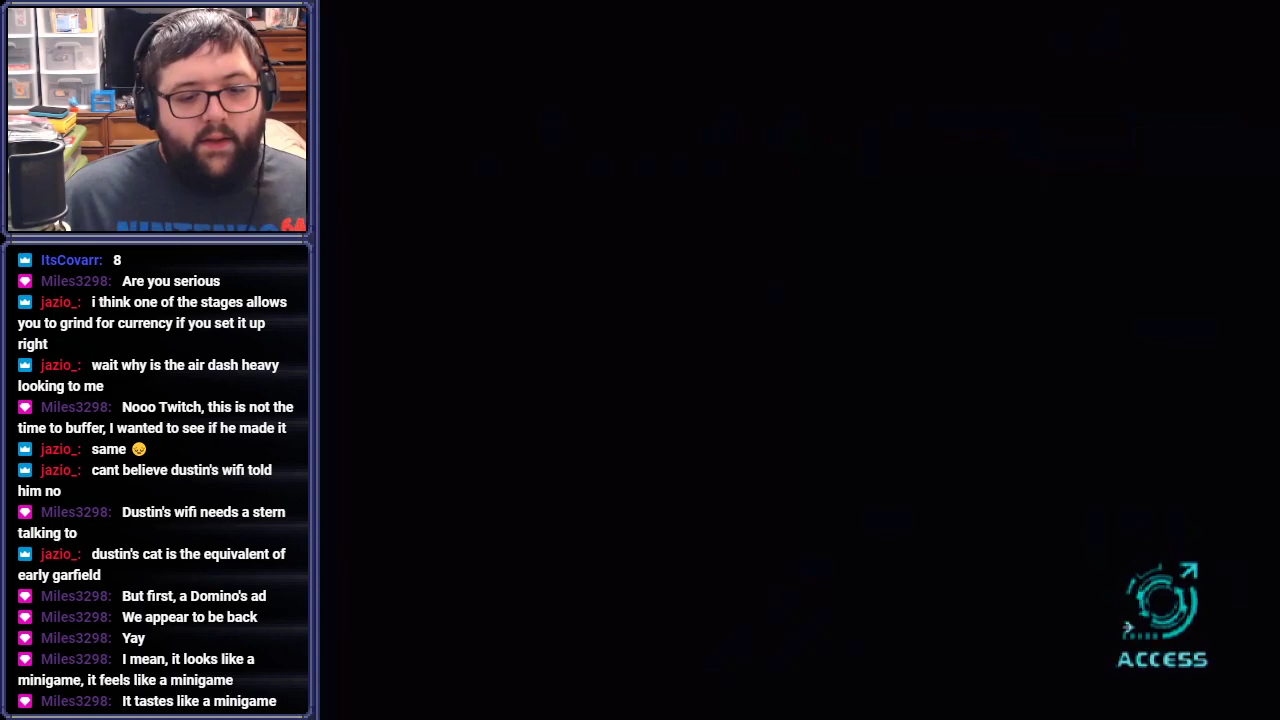 NINTENDO 64
ItsCovarr: 8
Miles3298: Are you serious
jazio_: i think one of the stages allows
you to grind for currency if you set it up
right
jazio_: wait why is the air dash heavy
looking to me
Miles3298: Nooo Twitch, this is not the
time to buffer, I wanted to see if he made it
jazio_: same 😞
jazio_: cant believe dustin's wifi told
him no
Miles3298: Dustin's wifi needs a stern
talking to
jazio_: dustin's cat is the equivalent of
early garfield
Miles3298: But first, a Domino's ad
Miles3298: We appear to be back
Miles3298: Yay
Miles3298: I mean, it looks like a
minigame, it feels like a minigame
Miles3298: It tastes like a minigame
ACCESS